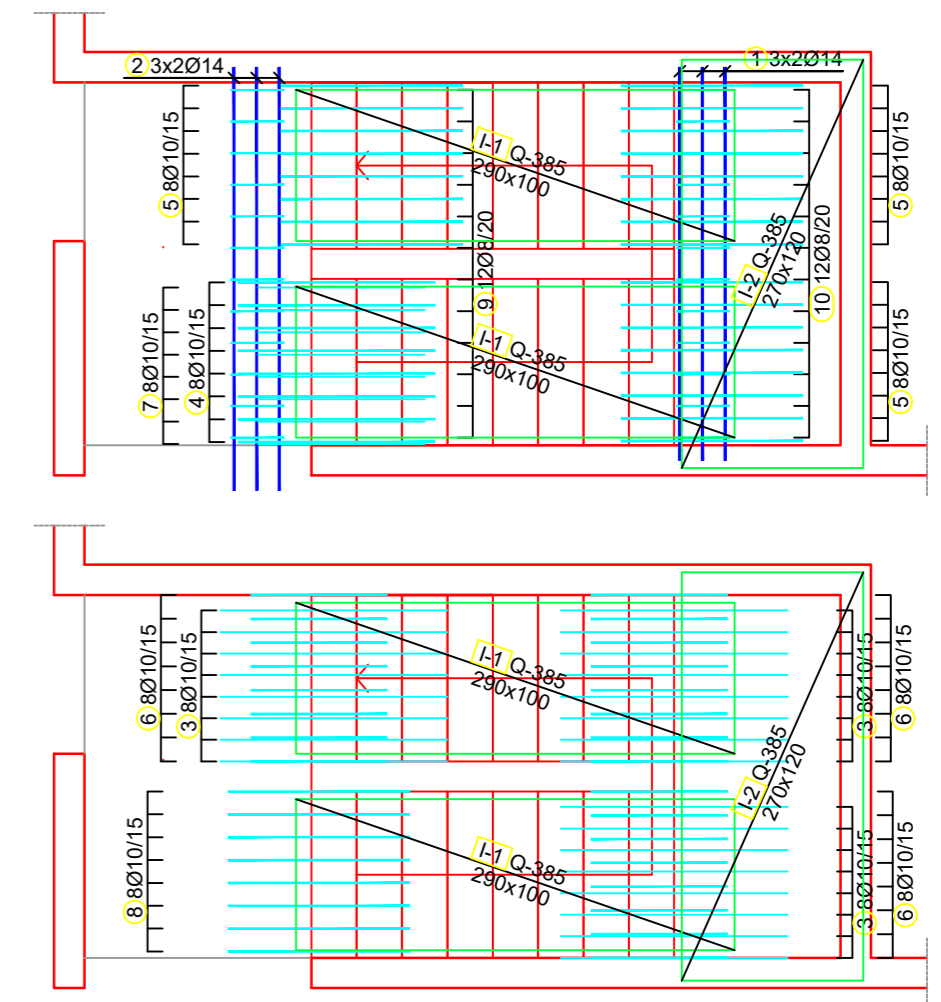 ② 3x2Ø14
① 3x2Ø14
⑤ 8Ø10/15
I-1 Q-385
290x100
⑤ 8Ø10/15
I-2 Q-385
270x120
⑨ 12Ø8/20
⑩ 12Ø8/20
⑦ 8Ø10/15
④ 8Ø10/15
I-1 Q-385
290x100
⑤ 8Ø10/15
⑥ 8Ø10/15
③ 8Ø10/15
I-1 Q-385
290x100
③ 8Ø10/15
⑥ 8Ø10/15
I-2 Q-385
270x120
⑧ 8Ø10/15
I-1 Q-385
290x100
③ 8Ø10/15
⑥ 8Ø10/15